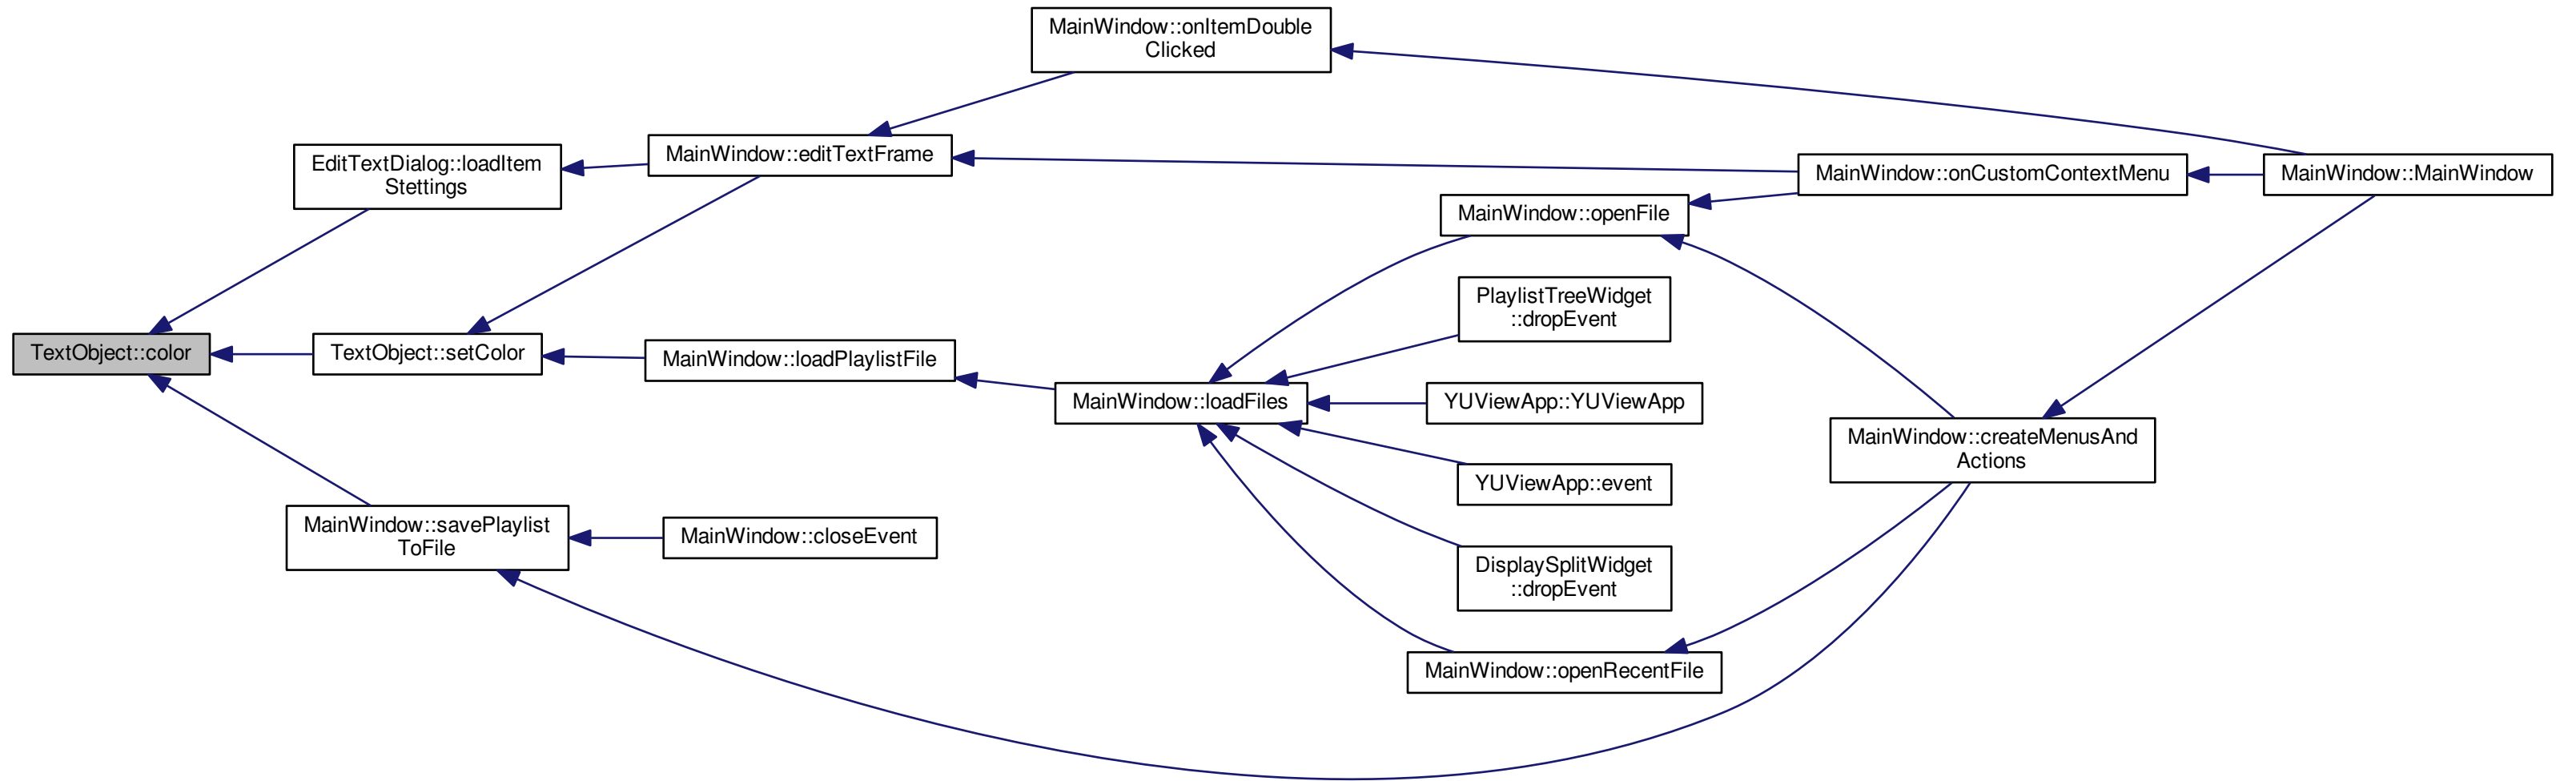 MainWindow::onItemDouble
Clicked
MainWindow::editTextFrame
EditTextDialog::loadItem
Stettings
MainWindow::onCustomContextMenu
MainWindow::MainWindow
MainWindow::openFile
PlaylistTreeWidget
::dropEvent
TextObject::color
TextObject::setColor
MainWindow::loadPlaylistFile
MainWindow::loadFiles
YUViewApp::YUViewApp
MainWindow::createMenusAnd
Actions
YUViewApp::event
MainWindow::savePlaylist
ToFile
MainWindow::closeEvent
DisplaySplitWidget
::dropEvent
MainWindow::openRecentFile